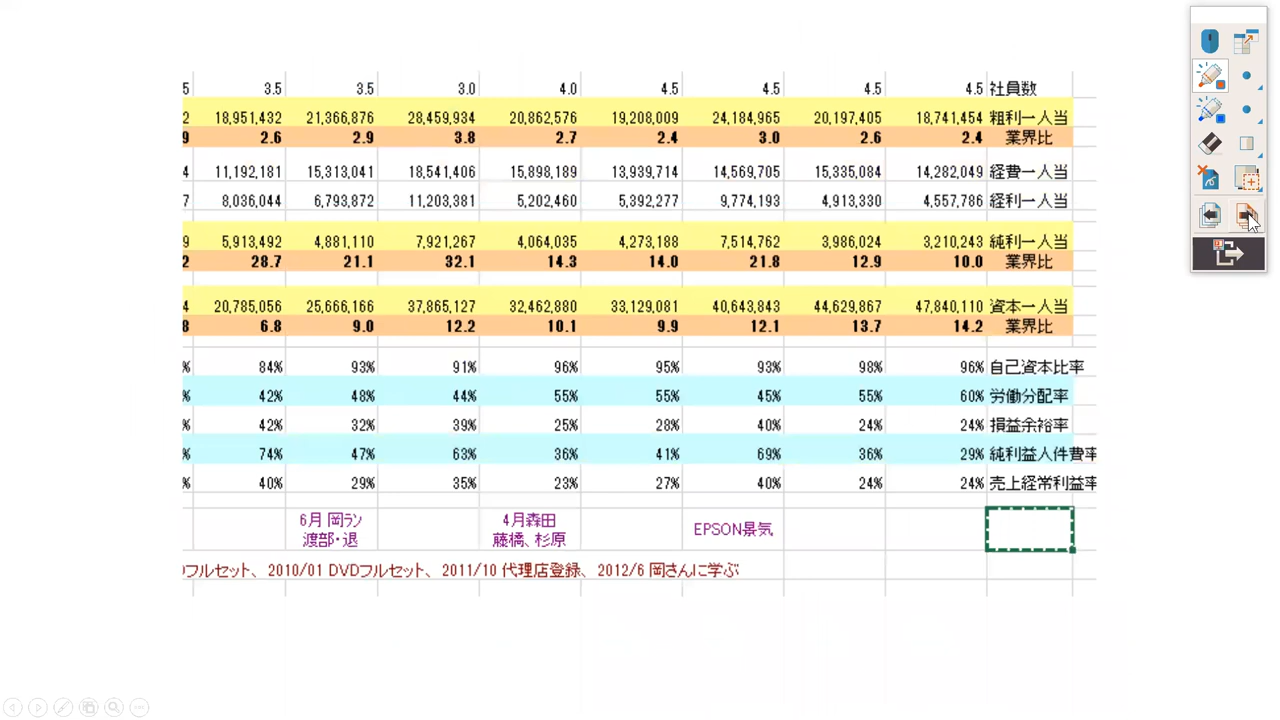 5 3.5 3.5 3.0 4.0 4.5 4.5 4.5 4.5 社員数
2 18,951,432 21,366,876 28,459,934 20,862,576 19,208,009 24,184,965 20,197,405 18,741,454 粗利一人当
9 2.6 2.9 3.8 2.7 2.4 3.0 2.6 2.4 業界比
4 11,192,181 15,313,041 18,541,406 15,898,189 13,939,714 14,569,705 15,335,084 14,282,049 経費一人当
7 8,036,044 6,793,872 11,203,381 5,202,460 5,392,277 9,774,193 4,913,330 4,557,786 経利一人当
9 5,913,492 4,881,110 7,921,267 4,064,035 4,273,188 7,514,762 3,986,024 3,210,243 純利一人当
2 28.7 21.1 32.1 14.3 14.0 21.8 12.9 10.0 業界比
4 20,785,056 25,666,166 37,865,127 32,462,880 33,129,081 40,643,843 44,629,867 47,840,110 資本一人当
8 6.8 9.0 12.2 10.1 9.9 12.1 13.7 14.2 業界比
% 84% 93% 91% 96% 95% 93% 98% 96% 自己資本比率
% 42% 48% 44% 55% 55% 45% 55% 60% 労働分配率
% 42% 32% 39% 25% 28% 40% 24% 24% 損益余裕率
% 74% 47% 63% 36% 41% 69% 36% 29% 純利益人件費率
% 40% 29% 35% 23% 27% 40% 24% 24% 売上経常利益率
6月 岡ラン 4月森田 EPSON景気
渡部・退 藤橋、杉原
フルセット、 2010/01 DVDフルセット、 2011/10 代理店登録、 2012/6 岡さんに学ぶ